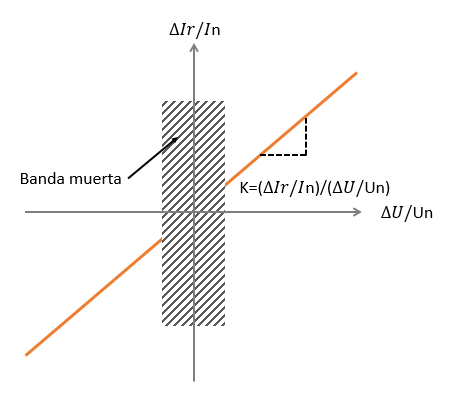 Δ𝐼𝑟/𝐼n
Banda muerta
K=(Δ𝐼𝑟/𝐼n)/(Δ𝑈/Un)
Δ𝑈/Un